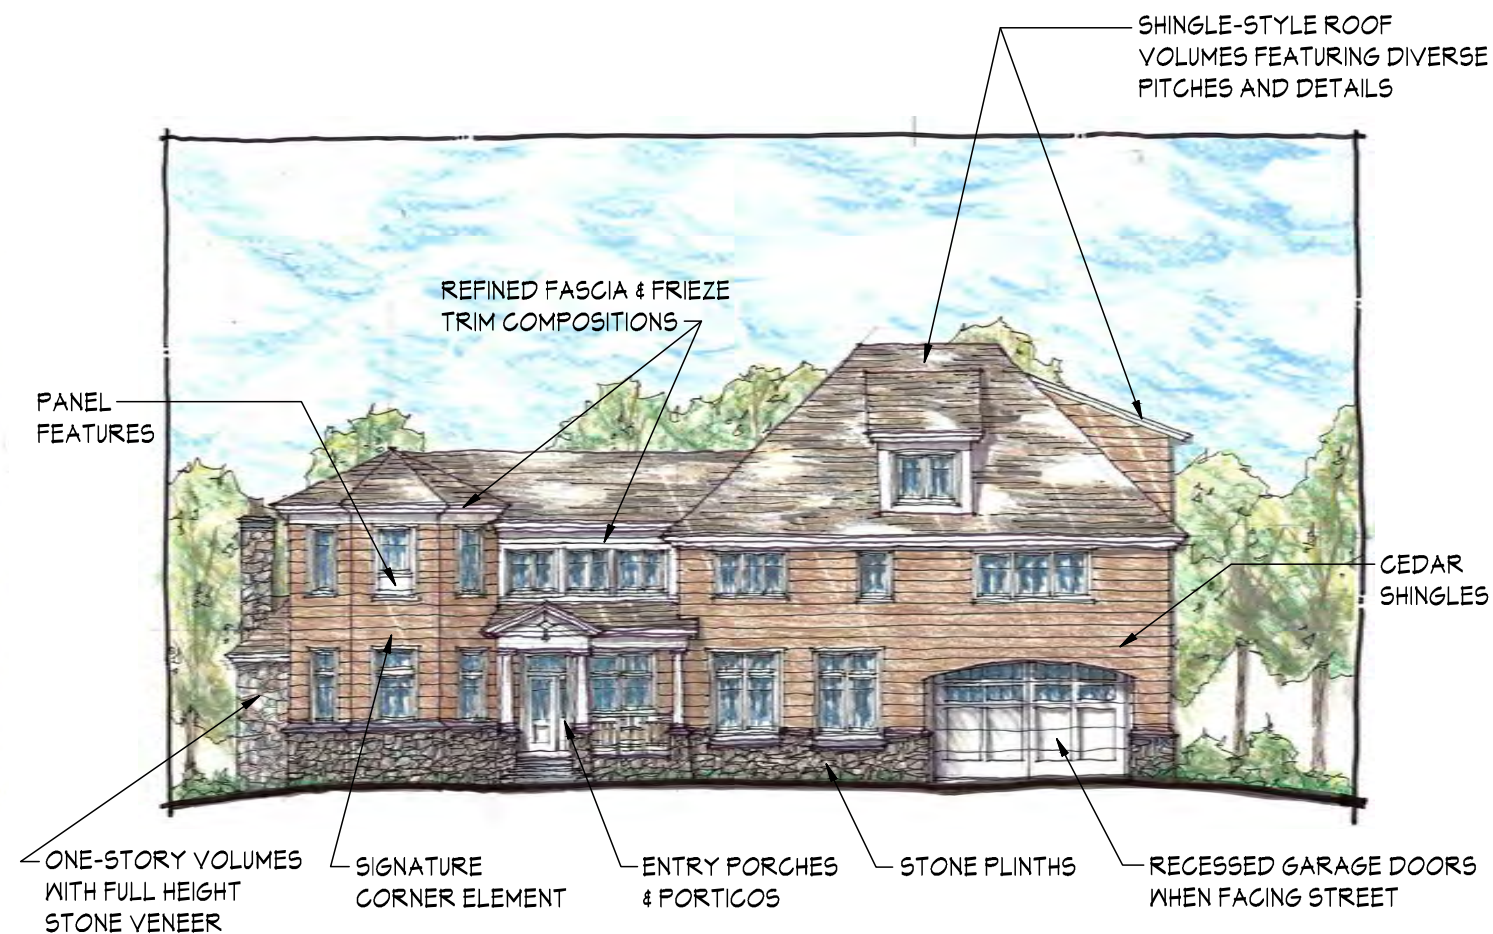 SHINGLE-STYLE ROOF
VOLUMES FEATURING DIVERSE
PITCHES AND DETAILS
REFINED FASCIA & FRIEZE
TRIM COMPOSITIONS
PANEL
FEATURES
CEDAR
SHINGLES
ONE-STORY VOLUMES
WITH FULL HEIGHT
STONE VENEER
SIGNATURE
CORNER ELEMENT
ENTRY PORCHES
& PORTICOS
STONE PLINTHS
RECESSED GARAGE DOORS
WHEN FACING STREET